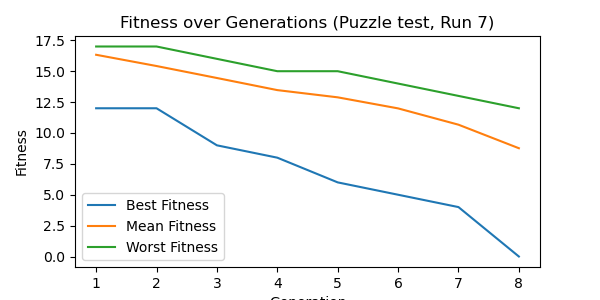 Fitness over Generations (Puzzle test, Run 7)
17.5
15.0
12.5
10.0
7.5
5.0
2.5
0.0
Fitness
Best Fitness
Mean Fitness
Worst Fitness
1 2 3 4 5 6 7 8
Generation